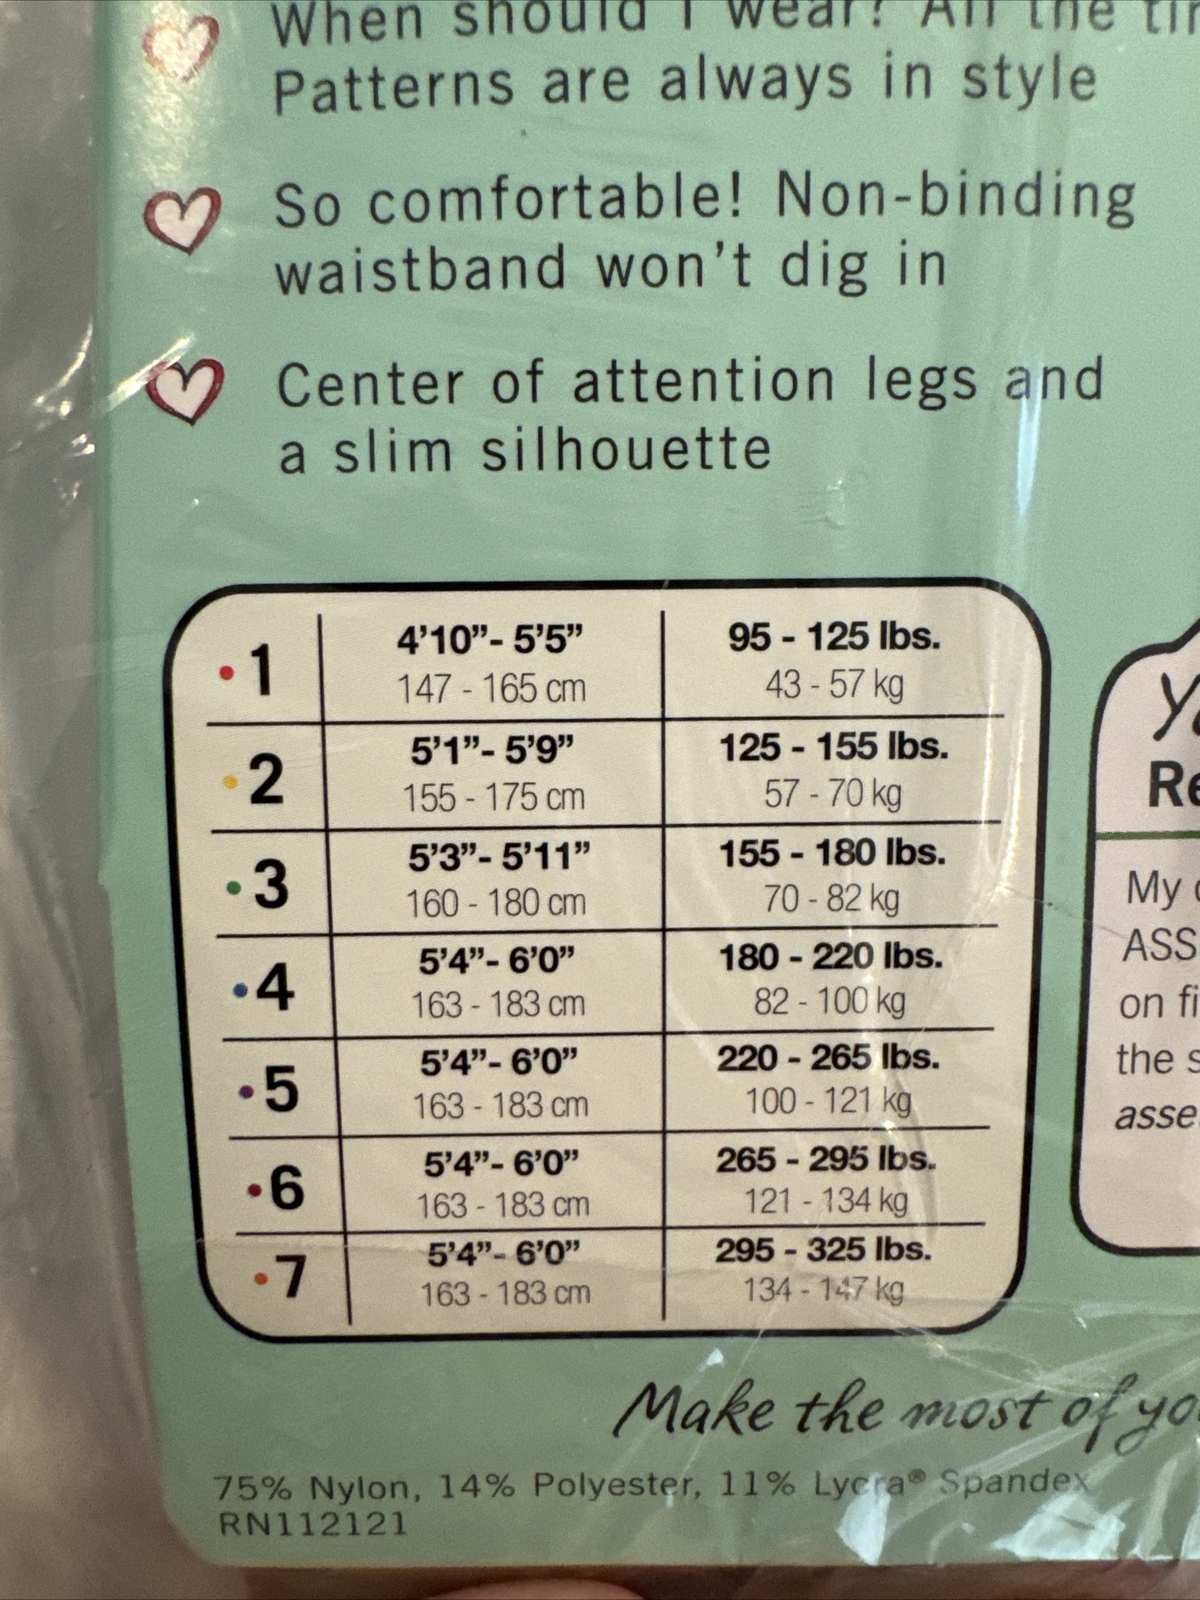 When should I wear? All the
Patterns are always in style
So comfortable! Non-binding
waistband won't dig in
Center of attention legs and
a slim silhouette
1 4'10”- 5'5” 95 - 125 lbs.
147 - 165 cm 43 - 57 kg
2 5'1”- 5'9” 125 - 155 lbs.
155 - 175 cm 57 - 70 kg
3 5'3”- 5'11” 155 - 180 lbs.
160 - 180 cm 70 - 82 kg
4 5'4”- 6'0” 180 - 220 lbs.
163 - 183 cm 82 - 100 kg
5 5'4”- 6'0” 220 - 265 lbs.
163 - 183 cm 100 - 121 kg
6 5'4”- 6'0” 265 - 295 lbs.
163 - 183 cm 121 - 134 kg
7 5'4”- 6'0” 295 - 325 lbs.
163 - 183 cm 134 - 147 kg
My
ASS
on
the
Make the most of
75% Nylon, 14% Polyester, 11% Lycra® Spandex
RN112121